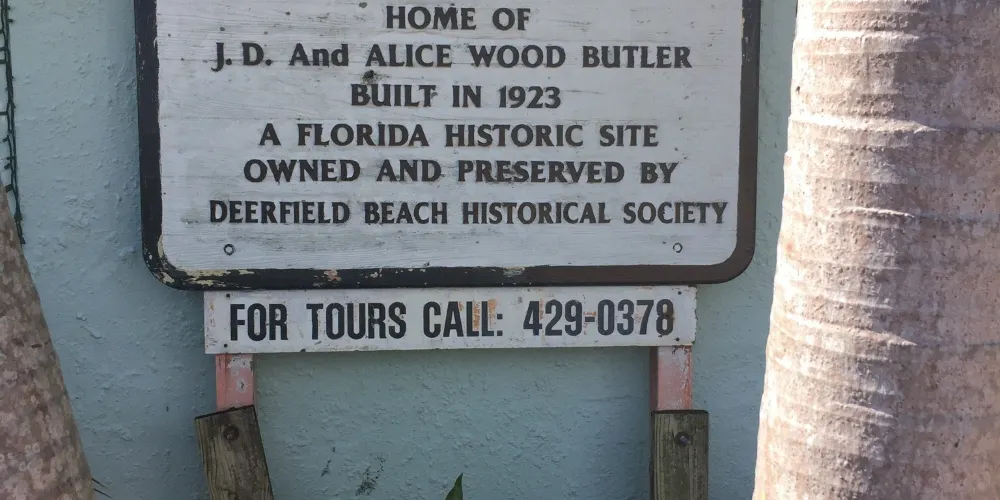 HOME OF
J. D. And ALICE WOOD BUTLER
BUILT IN 1923
A FLORIDA HISTORIC SITE
OWNED AND PRESERVED BY
DEERFIELD BEACH HISTORICAL SOCIETY
FOR TOURS CALL: 429-0378